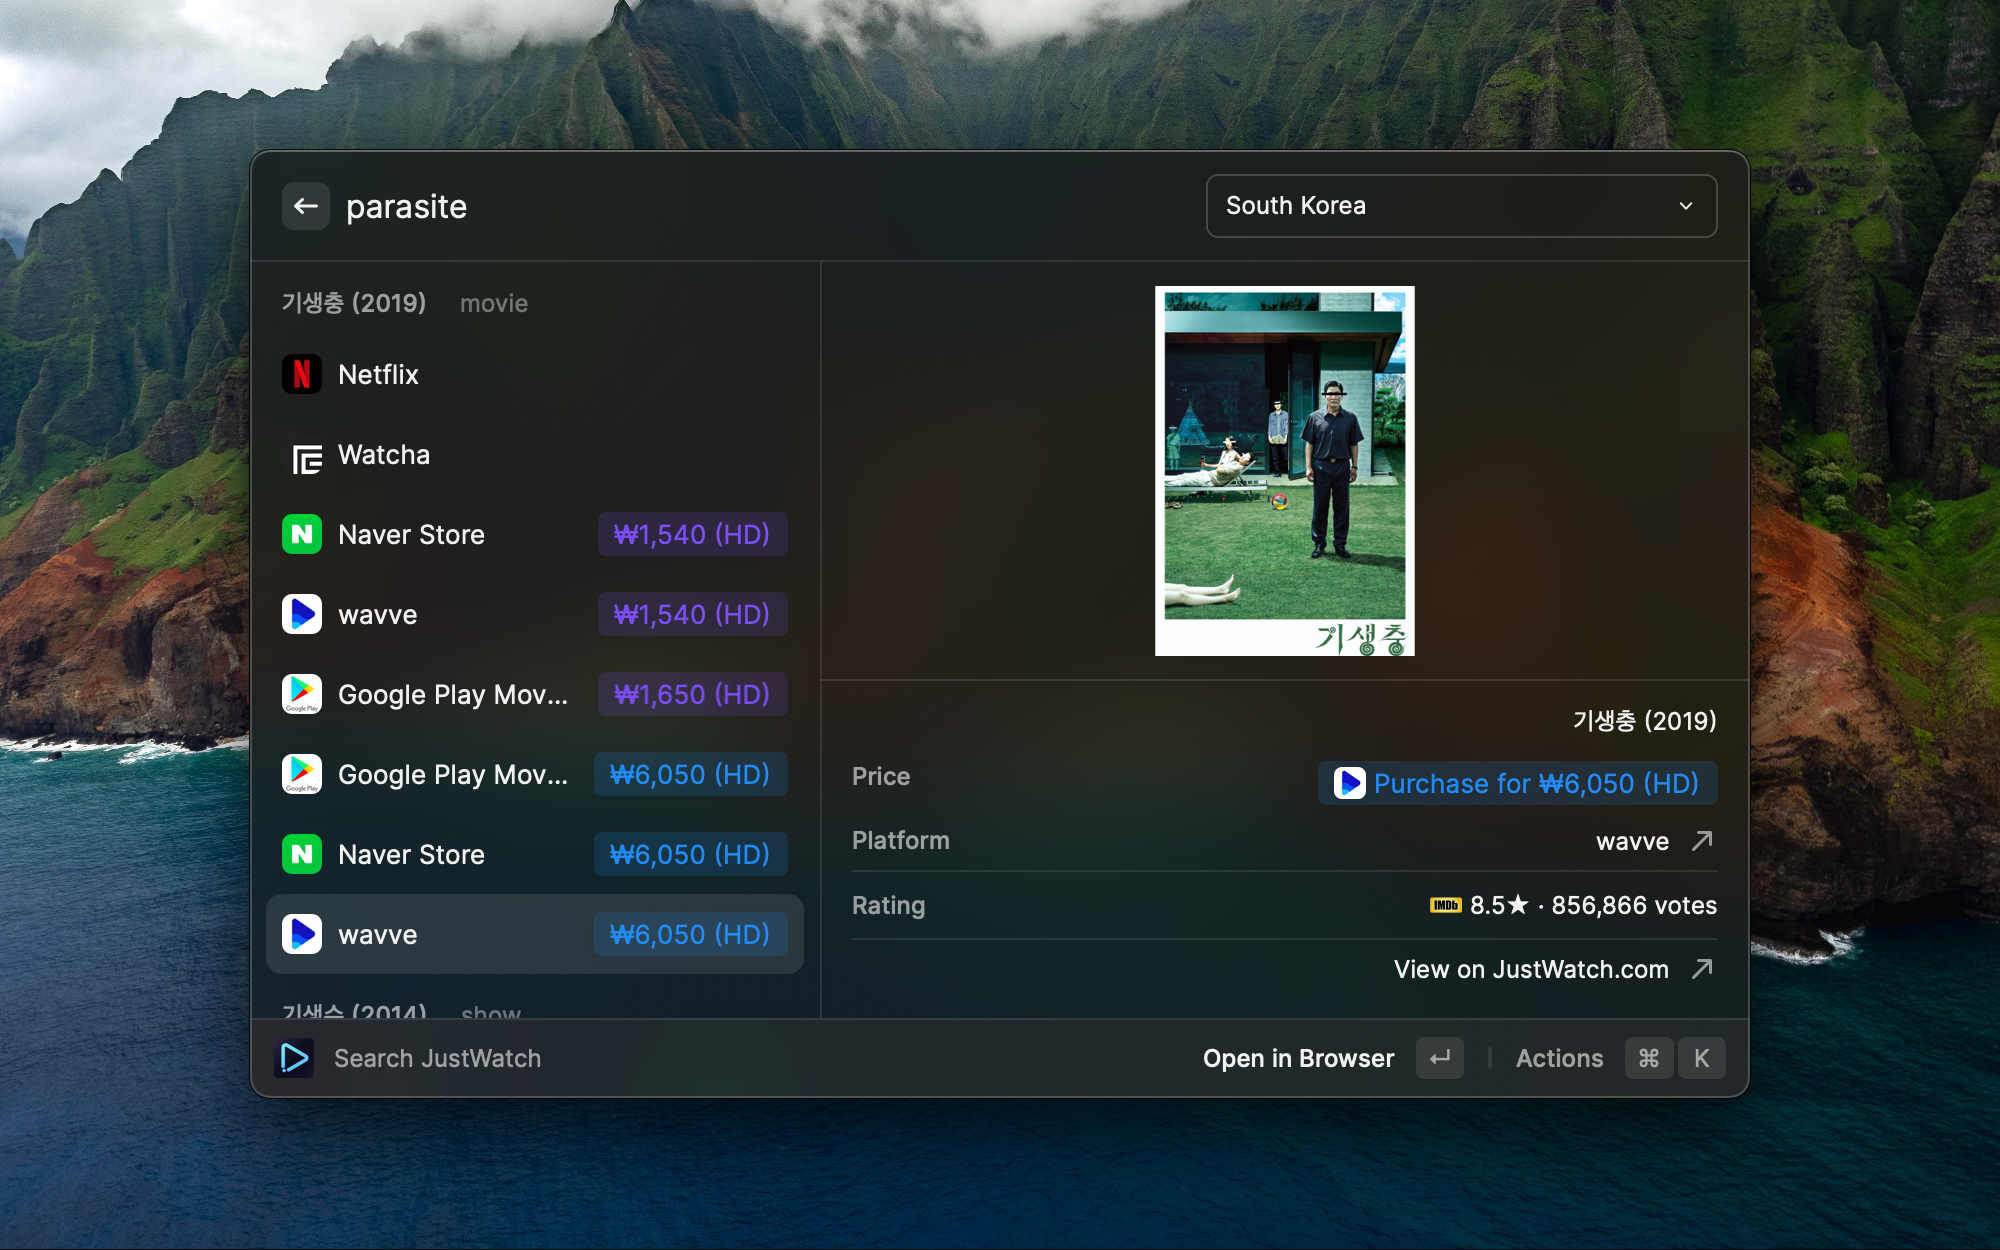 parasite
South Korea
기생충 (2019) movie
Netflix
Watcha
Naver Store ₩1,540 (HD)
wavve ₩1,540 (HD)
Google Play Mov... ₩1,650 (HD)
Google Play Mov... ₩6,050 (HD)
Naver Store ₩6,050 (HD)
wavve ₩6,050 (HD)
기생수 (2014) show
기생충
기생충 (2019)
Price Purchase for ₩6,050 (HD)
Platform wavve
Rating IMDb 8.5★ · 856,866 votes
View on JustWatch.com
Search JustWatch
Open in Browser
Actions ⌘ K